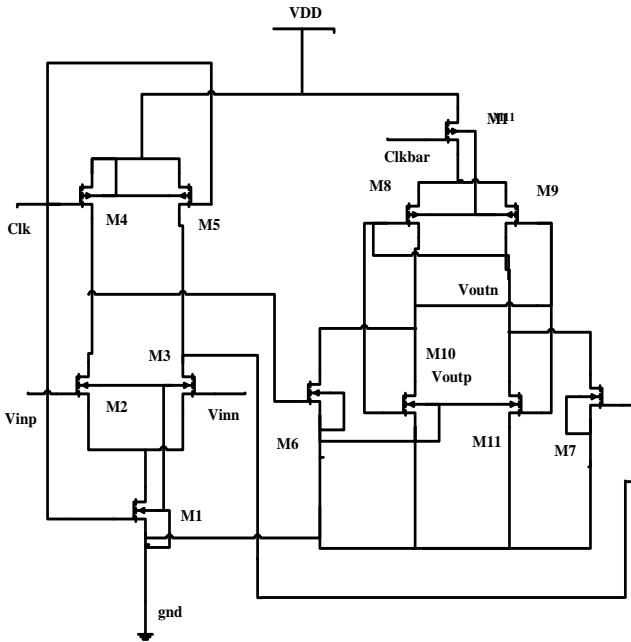 VDD
M11
Clkbar
M8
M9
Clk
M4
M5
Voutn
M3
M10
Voutp
Vinp
M2
Vinn
M6
M11
M7
M1
gnd